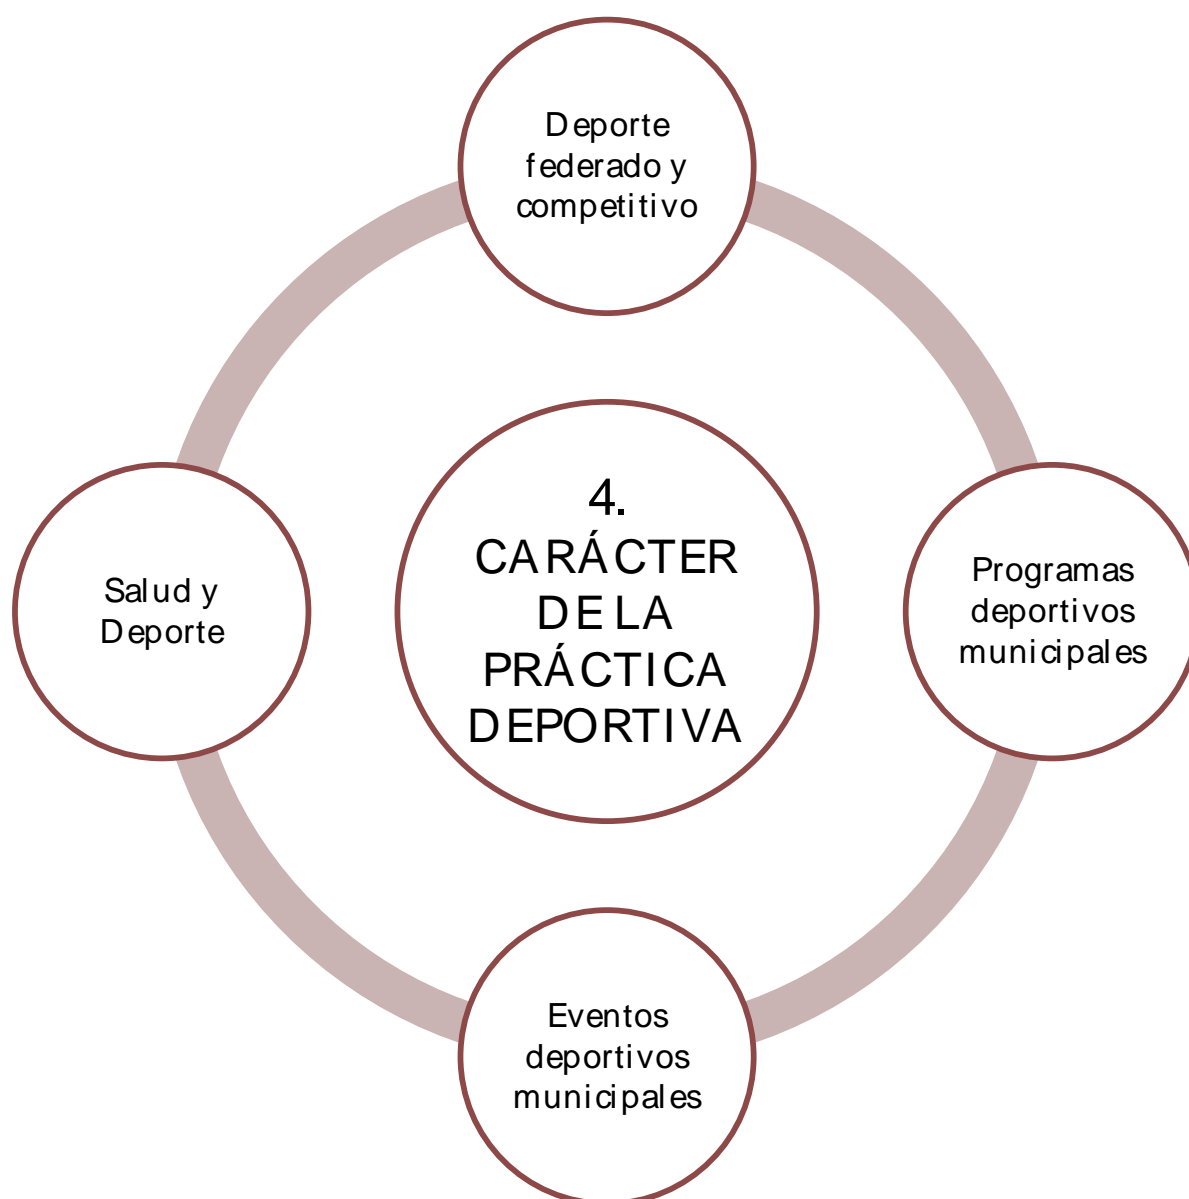 Deporte
federado y
competitivo
4.
CARÁCTER
DE LA
PRÁCTICA
DEPORTIVA
Programas
deportivos
municipales
Eventos
deportivos
municipales
Salud y
Deporte